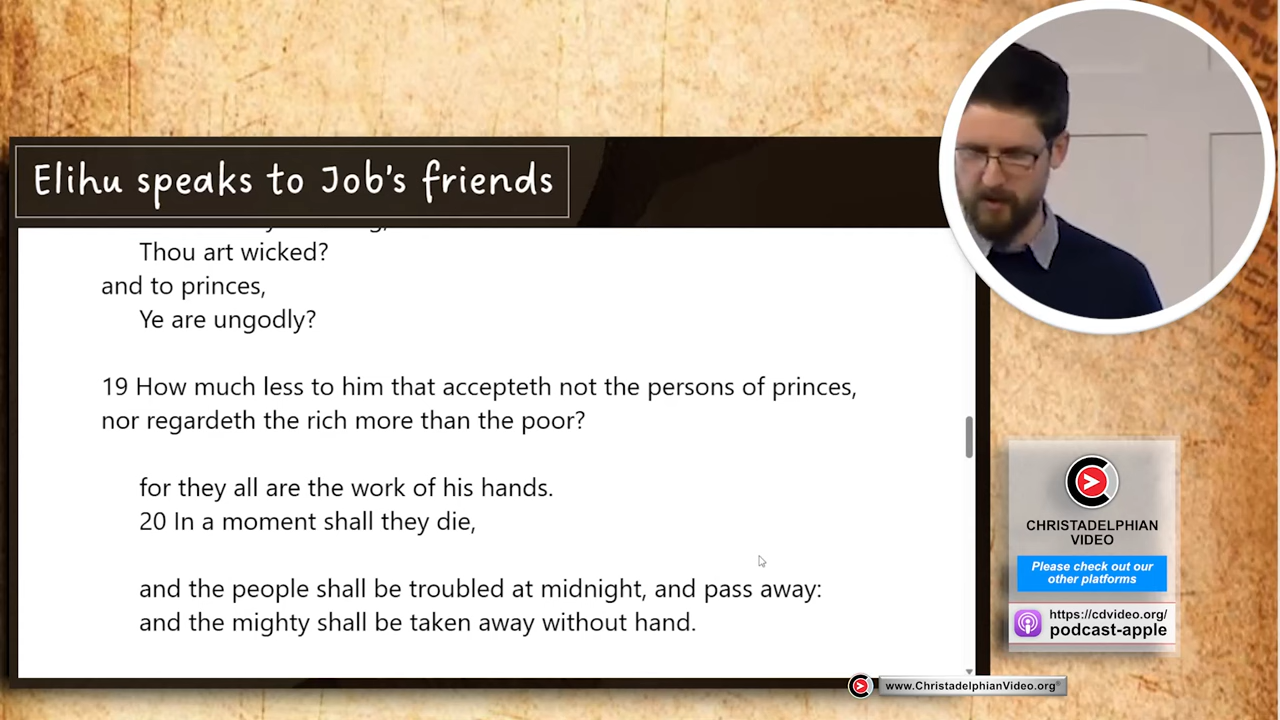 Elihu speaks to Job's friends
Thou art wicked?
and to princes,
Ye are ungodly?
19 How much less to him that accepteth not the persons of princes,
nor regardeth the rich more than the poor?
for they all are the work of his hands.
20 In a moment shall they die,
and the people shall be troubled at midnight, and pass away:
and the mighty shall be taken away without hand.
CHRISTADELPHIAN
VIDEO
Please check out our
other platforms
https://cdvideo.org/
podcast-apple
www.ChristadelphianVideo.org